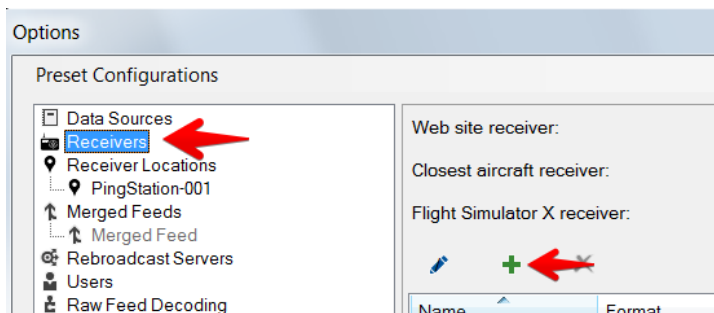 Options
Preset Configurations
Data Sources
Receivers
Receiver Locations
PingStation-001
Merged Feeds
Merged Feed
Rebroadcast Servers
Users
Raw Feed Decoding
Web site receiver:
Closest aircraft receiver:
Flight Simulator X receiver:
Name Format